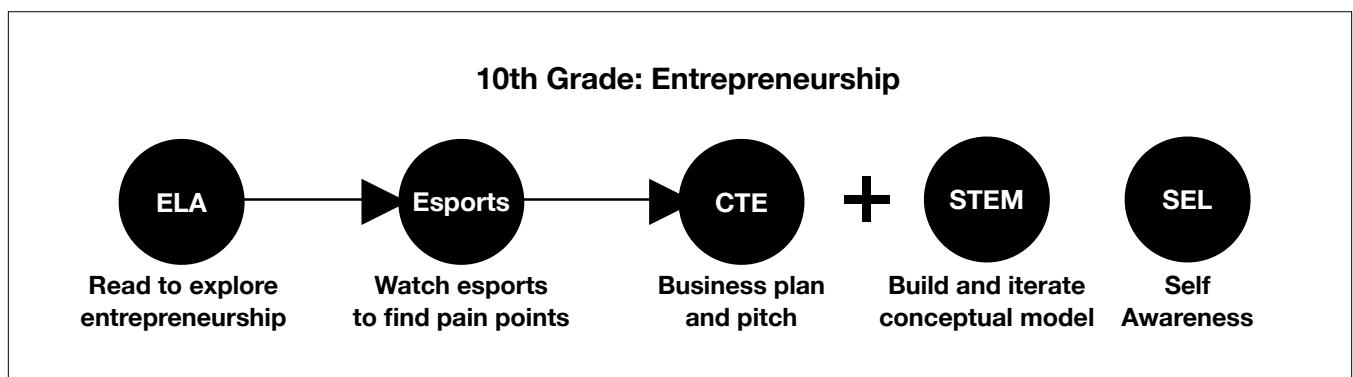 10th Grade: Entrepreneurship
ELA
Esports
CTE
+
STEM
SEL
Read to explore
entrepreneurship
Watch esports
to find pain points
Business plan
and pitch
Build and iterate
conceptual model
Self
Awareness